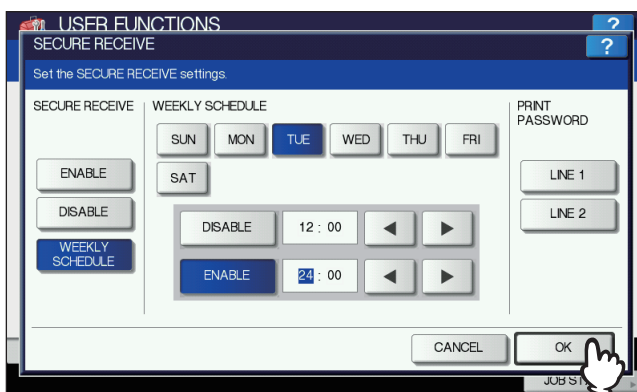 USER FUNCTIONS
?
SECURE RECEIVE
?
Set the SECURE RECEIVE settings.
SECURE RECEIVE
WEEKLY SCHEDULE
PRINT
PASSWORD
SUN MON TUE WED THU FRI
SAT
ENABLE
DISABLE
WEEKLY
SCHEDULE
DISABLE 12 : 00
ENABLE 24 : 00
LINE 1
LINE 2
CANCEL OK
JOB ST